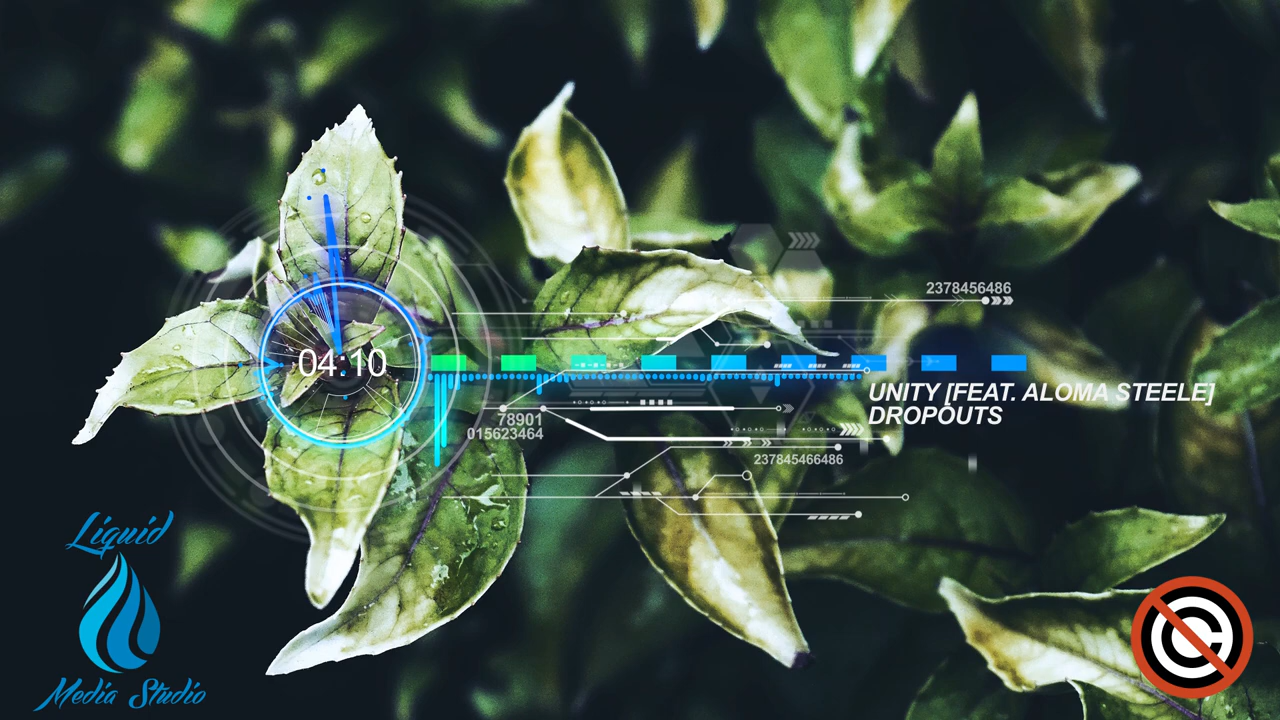 2378456486
04:10
UNITY [FEAT. ALOMA STEELE]
DROPOUTS
78901
015623464
237845466486
Liquid
Media Studio
C